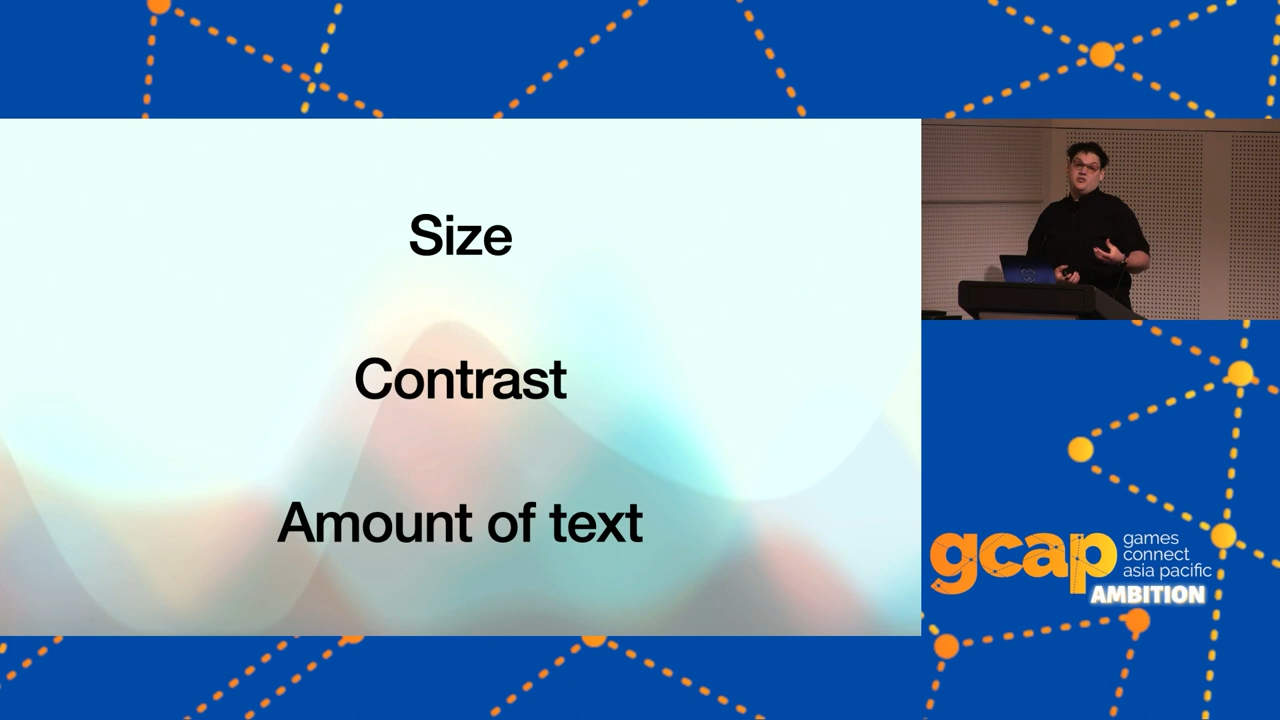 Size
Contrast
Amount of text
gcap
games
connect
asia pacific
AMBITION